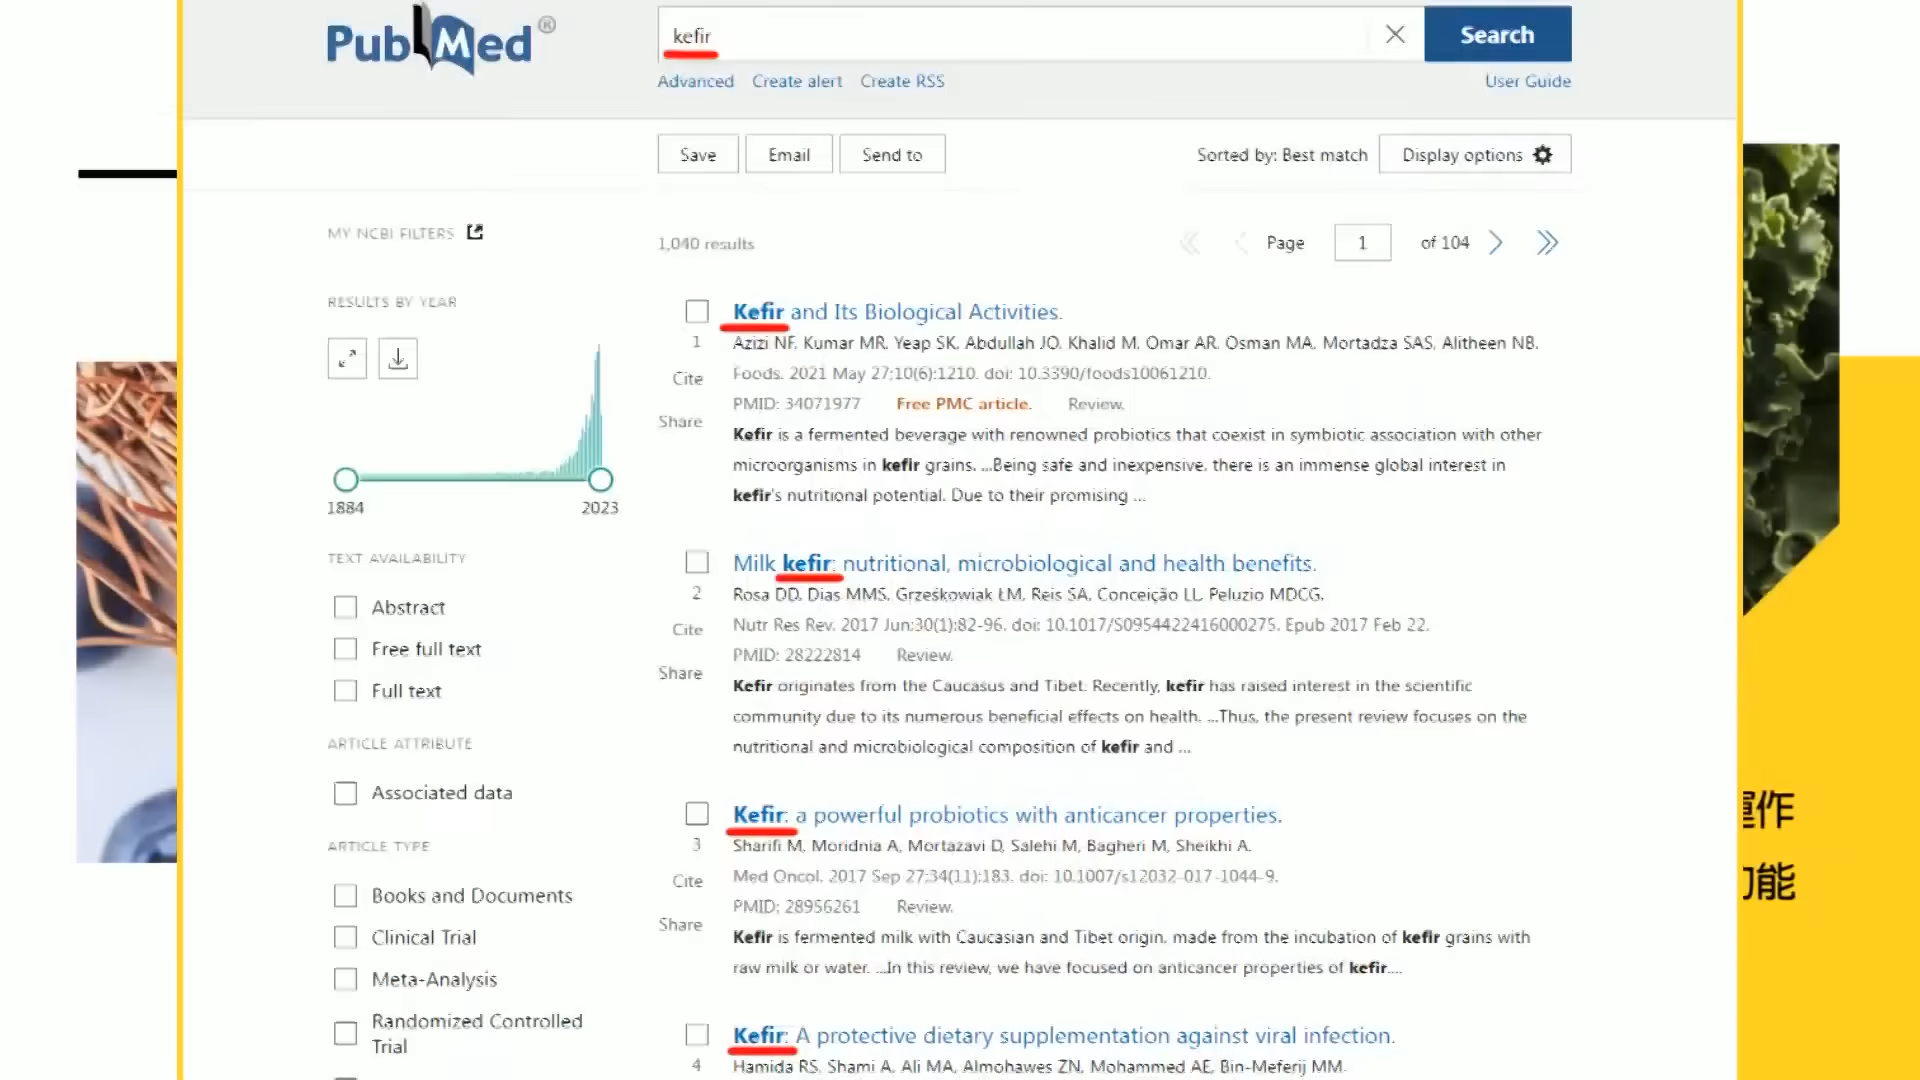 PubMed®
kefir
Search
Advanced Create alert Create RSS
User Guide
Save Email Send to
Sorted by: Best match
Display options
MY NCBI FILTERS
1,040 results
Page 1 of 104
RESULTS BY YEAR
1884 2023
TEXT AVAILABILITY
Abstract
Free full text
Full text
ARTICLE ATTRIBUTE
Associated data
ARTICLE TYPE
Books and Documents
Clinical Trial
Meta-Analysis
Randomized Controlled
Trial
Kefir and Its Biological Activities.
1
Azizi NF, Kumar MR, Yeap SK, Abdullah JO, Khalid M, Omar AR, Osman MA, Mortadza SAS, Alitheen NB.
Cite
Foods. 2021 May 27;10(6):1210. doi: 10.3390/foods10061210.
PMID: 34071977 Free PMC article. Review.
Share
Kefir is a fermented beverage with renowned probiotics that coexist in symbiotic association with other
microorganisms in kefir grains. ...Being safe and inexpensive, there is an immense global interest in
kefir's nutritional potential. Due to their promising ...
Milk kefir: nutritional, microbiological and health benefits.
2
Rosa DD, Dias MMS, Grześkowiak ŁM, Reis SA, Conceição LL, Peluzio MDCG.
Cite
Nutr Res Rev. 2017 Jun;30(1):82-96. doi: 10.1017/S0954422416000275. Epub 2017 Feb 22.
PMID: 28222814 Review.
Share
Kefir originates from the Caucasus and Tibet. Recently, kefir has raised interest in the scientific
community due to its numerous beneficial effects on health. ...Thus, the present review focuses on the
nutritional and microbiological composition of kefir and ...
Kefir: a powerful probiotics with anticancer properties.
3
Sharifi M, Moridnia A, Mortazavi D, Salehi M, Bagheri M, Sheikhi A.
Cite
Med Oncol. 2017 Sep 27;34(11):183. doi: 10.1007/s12032-017-1044-9.
PMID: 28956261 Review.
Share
Kefir is fermented milk with Caucasian and Tibet origin, made from the incubation of kefir grains with
raw milk or water. ...In this review, we have focused on anticancer properties of kefir....
Kefir: A protective dietary supplementation against viral infection.
4
Hamida RS, Shami A, Ali MA, Almohawes ZN, Mohammed AE, Bin-Meferij MM.
運作
功能